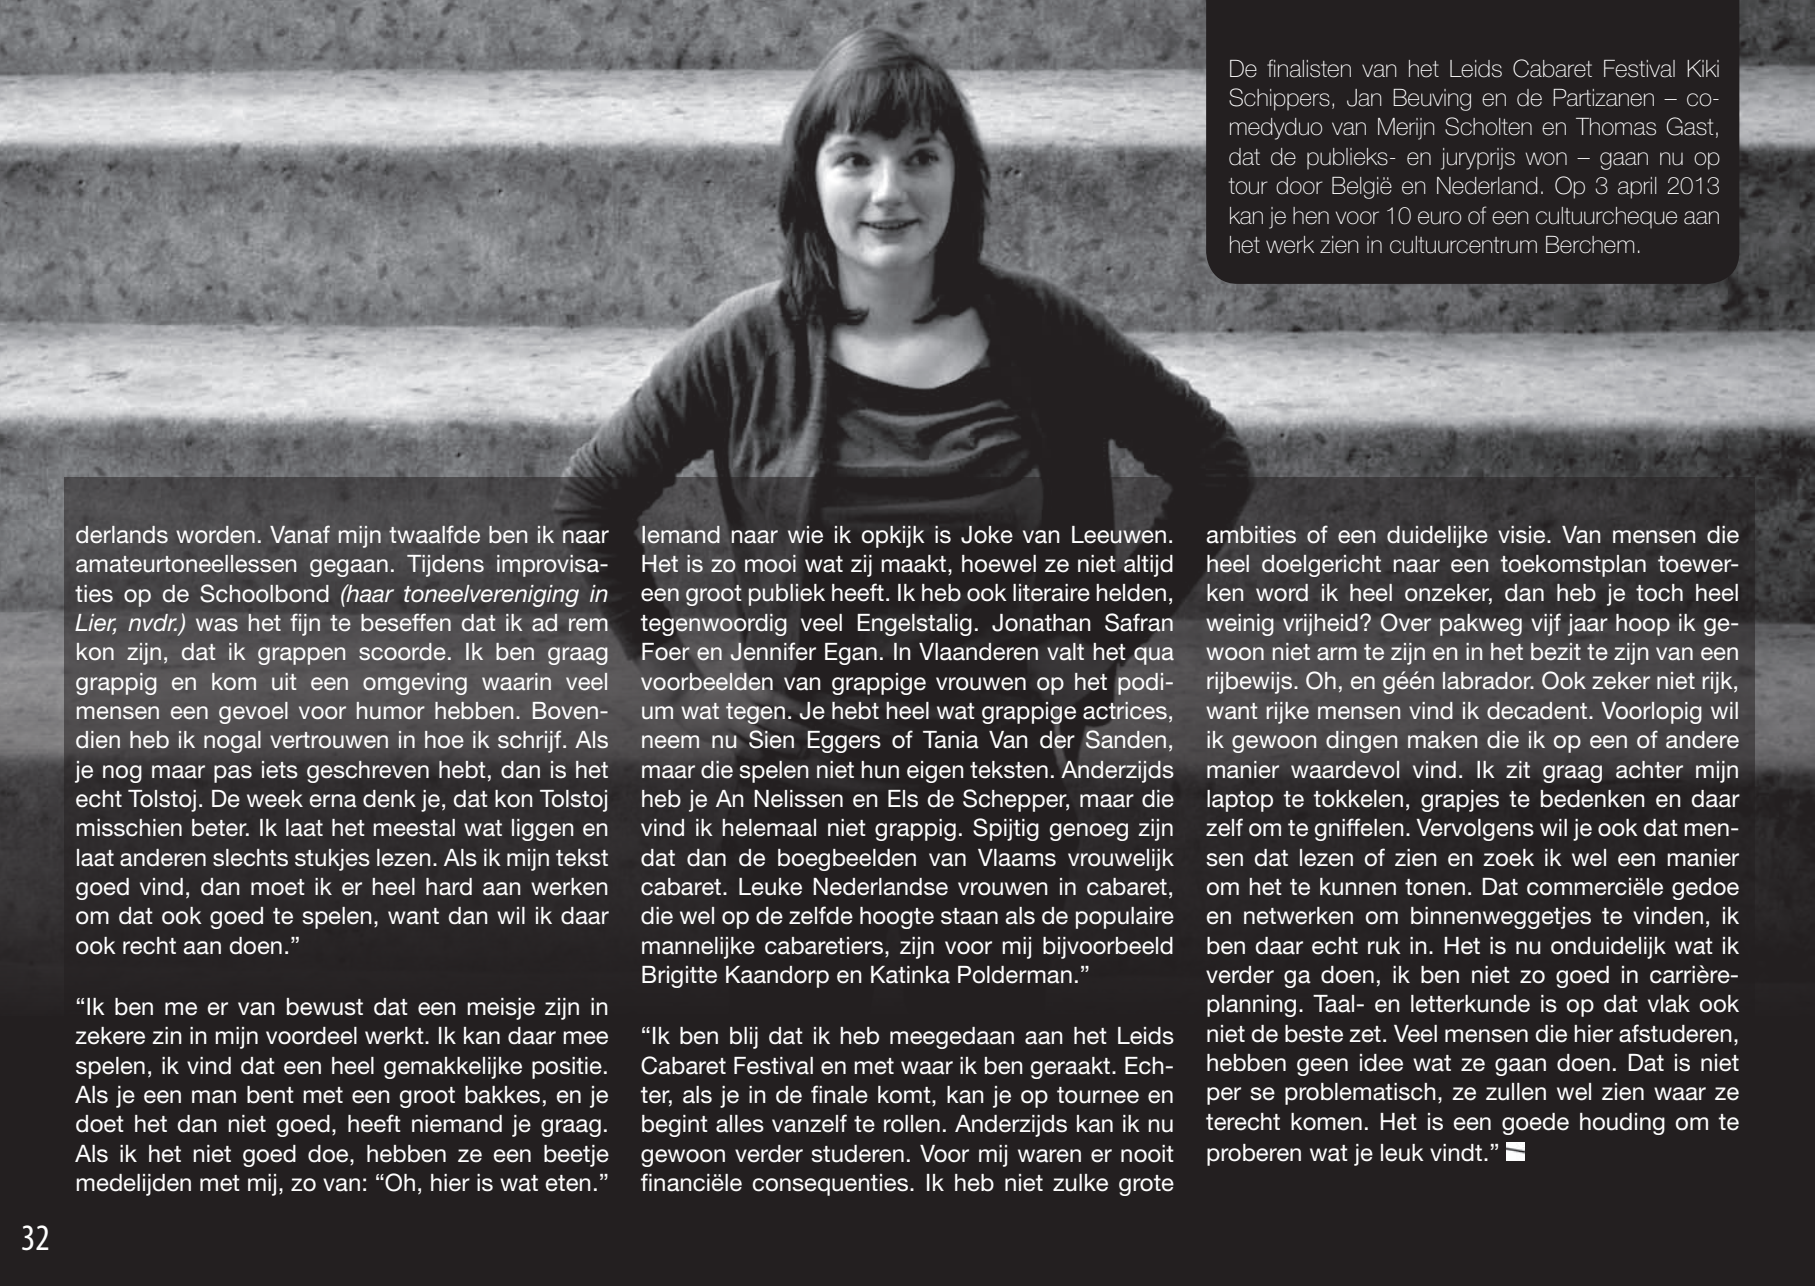 De finalisten van het Leids Cabaret Festival Kiki
Schippers, Jan Beuving en de Partizanen – co-
medyduo van Merijn Scholten en Thomas Gast,
dat de publieks- en juryprijs won – gaan nu op
tour door België en Nederland. Op 3 april 2013
kan je hen voor 10 euro of een cultuurcheque aan
het werk zien in cultuurcentrum Berchem.
derlands worden. Vanaf mijn twaalfde ben ik naar
amateurtoneellessen gegaan. Tijdens improvisa-
ties op de Schoolbond (haar toneelvereniging in
Lier, nvdr.) was het fijn te beseffen dat ik ad rem
kon zijn, dat ik grappen scoorde. Ik ben graag
grappig en kom uit een omgeving waarin veel
mensen een gevoel voor humor hebben. Boven-
dien heb ik nogal vertrouwen in hoe ik schrijf. Als
je nog maar pas iets geschreven hebt, dan is het
echt Tolstoj. De week erna denk je, dat kon Tolstoj
misschien beter. Ik laat het meestal wat liggen en
laat anderen slechts stukjes lezen. Als ik mijn tekst
goed vind, dan moet ik er heel hard aan werken
om dat ook goed te spelen, want dan wil ik daar
ook recht aan doen.”
“Ik ben me er van bewust dat een meisje zijn in
zekere zin in mijn voordeel werkt. Ik kan daar mee
spelen, ik vind dat een heel gemakkelijke positie.
Als je een man bent met een groot bakkes, en je
doet het dan niet goed, heeft niemand je graag.
Als ik het niet goed doe, hebben ze een beetje
medelijden met mij, zo van: “Oh, hier is wat eten.”
Iemand naar wie ik opkijk is Joke van Leeuwen.
Het is zo mooi wat zij maakt, hoewel ze niet altijd
een groot publiek heeft. Ik heb ook literaire helden,
tegenwoordig veel Engelstalig. Jonathan Safran
Foer en Jennifer Egan. In Vlaanderen valt het qua
voorbeelden van grappige vrouwen op het podi-
um wat tegen. Je hebt heel wat grappige actrices,
neem nu Sien Eggers of Tania Van der Sanden,
maar die spelen niet hun eigen teksten. Anderzijds
heb je An Nelissen en Els de Schepper, maar die
vind ik helemaal niet grappig. Spijtig genoeg zijn
dat dan de boegbeelden van Vlaams vrouwelijk
cabaret. Leuke Nederlandse vrouwen in cabaret,
die wel op de zelfde hoogte staan als de populaire
mannelijke cabaretiers, zijn voor mij bijvoorbeeld
Brigitte Kaandorp en Katinka Polderman.”
“Ik ben blij dat ik heb meegedaan aan het Leids
Cabaret Festival en met waar ik ben geraakt. Ech-
ter, als je in de finale komt, kan je op tournee en
begint alles vanzelf te rollen. Anderzijds kan ik nu
gewoon verder studeren. Voor mij waren er nooit
financiële consequenties. Ik heb niet zulke grote
ambities of een duidelijke visie. Van mensen die
heel doelgericht naar een toekomstplan toewer-
ken word ik heel onzeker, dan heb je toch heel
weinig vrijheid? Over pakweg vijf jaar hoop ik ge-
woon niet arm te zijn en in het bezit te zijn van een
rijbewijs. Oh, en géén labrador. Ook zeker niet rijk,
want rijke mensen vind ik decadent. Voorlopig wil
ik gewoon dingen maken die ik op een of andere
manier waardevol vind. Ik zit graag achter mijn
laptop te tokkelen, grapjes te bedenken en daar
zelf om te gniffelen. Vervolgens wil je ook dat men-
sen dat lezen of zien en zoek ik wel een manier
om het te kunnen tonen. Dat commerciële gedoe
en netwerken om binnenweggetjes te vinden, ik
ben daar echt ruk in. Het is nu onduidelijk wat ik
verder ga doen, ik ben niet zo goed in carrière-
planning. Taal- en letterkunde is op dat vlak ook
niet de beste zet. Veel mensen die hier afstuderen,
hebben geen idee wat ze gaan doen. Dat is niet
per se problematisch, ze zullen wel zien waar ze
terecht komen. Het is een goede houding om te
proberen wat je leuk vindt.”
32